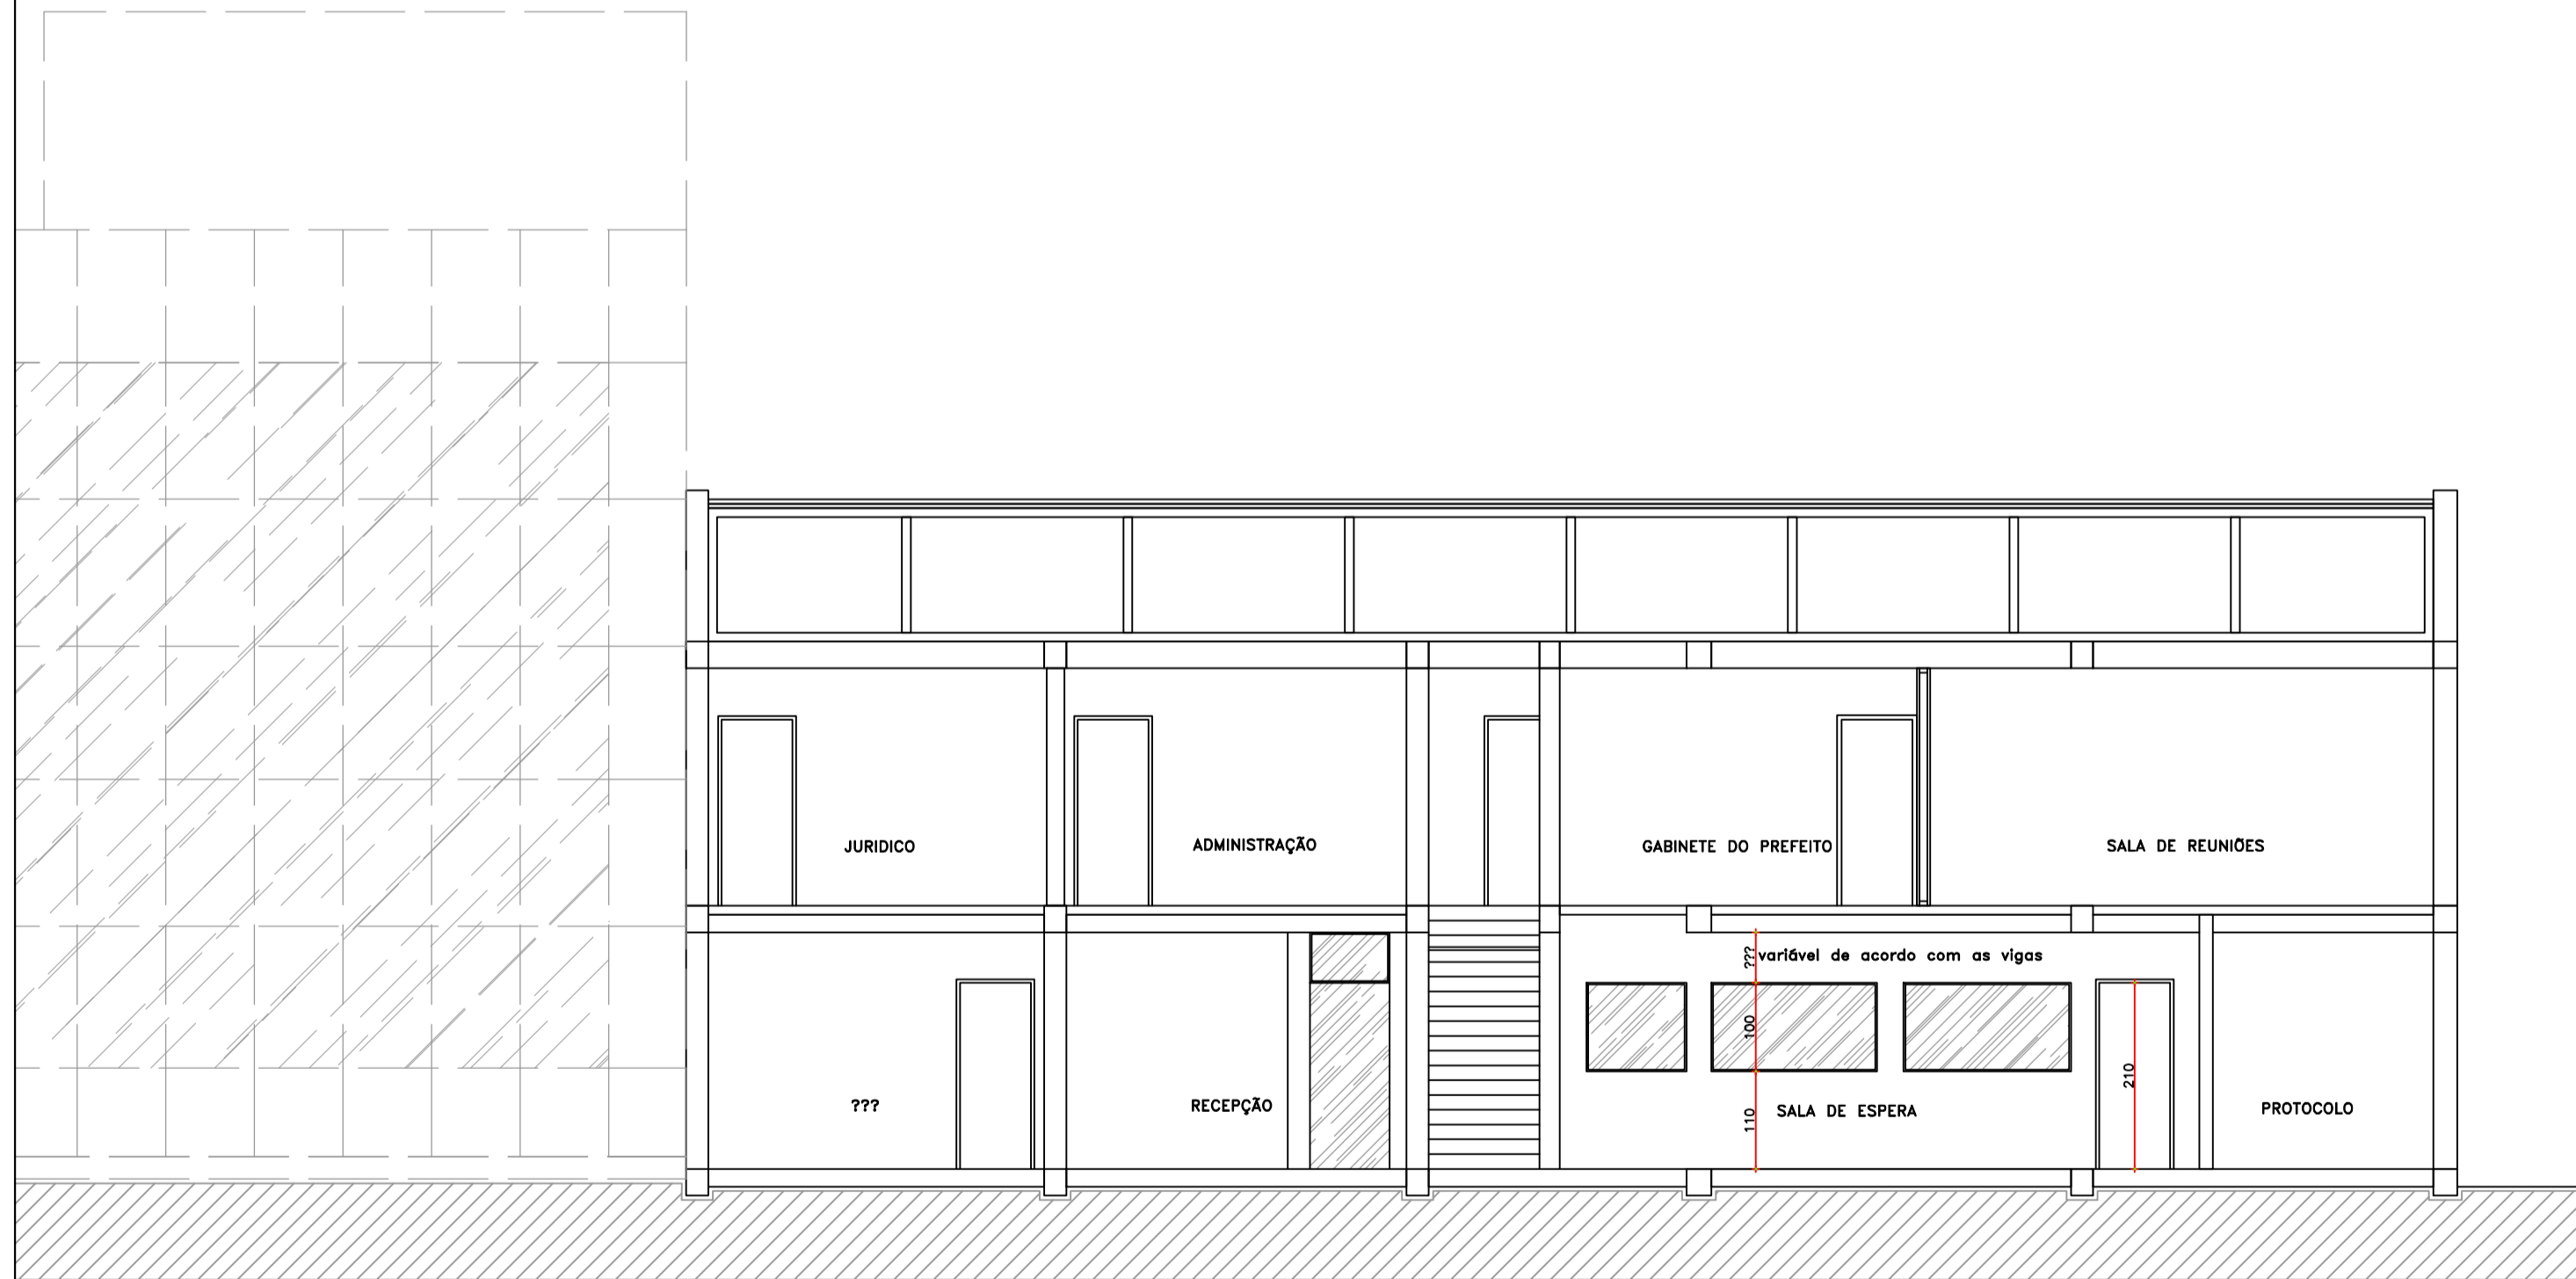 JURIDICO
ADMINISTRAÇÃO
GABINETE DO PREFEITO
SALA DE REUNIÕES
??? variável de acordo com as vigas
100
210
110
???
RECEPÇÃO
SALA DE ESPERA
PROTOCOLO